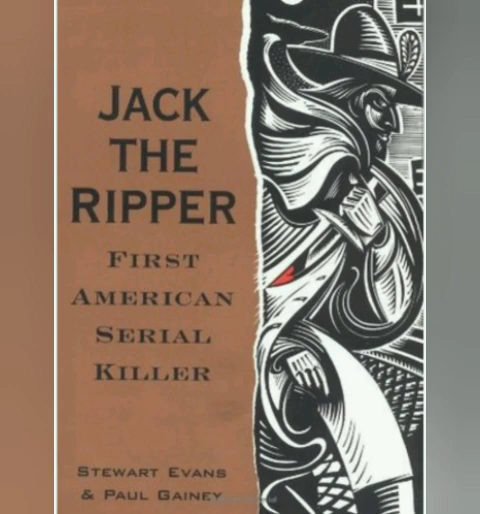 JACK
THE
RIPPER
FIRST
AMERICAN
SERIAL
KILLER
STEWART EVANS
& PAUL GAINEY